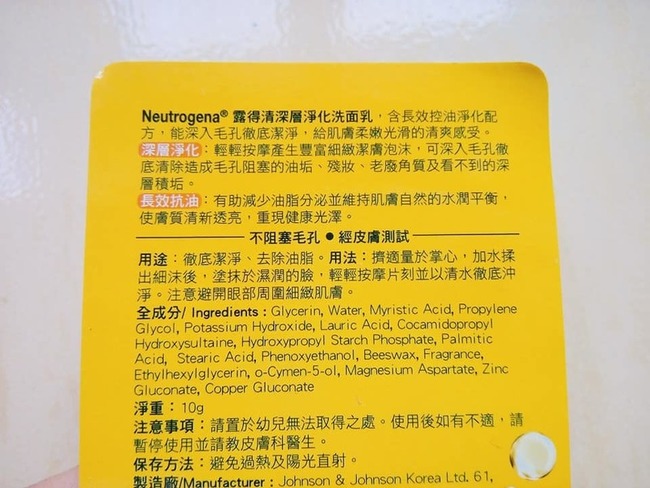 Neutrogena® 露得清深層淨化洗面乳，含長效控油淨化配
方，能深入毛孔徹底潔淨，給肌膚柔嫩光滑的清爽感受。
深層淨化：輕輕按摩產生豐富細緻潔膚泡沫，可深入毛孔徹
底清除造成毛孔阻塞的油垢、殘妝、老廢角質及看不到的深
層積垢。
長效抗油：有助減少油脂分泌並維持肌膚自然的水潤平衡，
使膚質清新透亮，重現健康光澤。
不阻塞毛孔 ● 經皮膚測試
用途：徹底潔淨、去除油脂。用法：擠適量於掌心，加水揉
出細沫後，塗抹於濕潤的臉，輕輕按摩片刻並以清水徹底沖
淨。注意避開眼部周圍細緻肌膚。
全成分/ Ingredients : Glycerin, Water, Myristic Acid, Propylene
Glycol, Potassium Hydroxide, Lauric Acid, Cocamidopropyl
Hydroxysultaine, Hydroxypropyl Starch Phosphate, Palmitic
Acid, Stearic Acid, Phenoxyethanol, Beeswax, Fragrance,
Ethylhexylglycerin, o-Cymen-5-ol, Magnesium Aspartate, Zinc
Gluconate, Copper Gluconate
淨重：10g
注意事項：請置於幼兒無法取得之處。使用後如有不適，請
暫停使用並請教皮膚科醫生。
保存方法：避免過熱及陽光直射。
製造廠/Manufacturer : Johnson & Johnson Korea Ltd. 61,